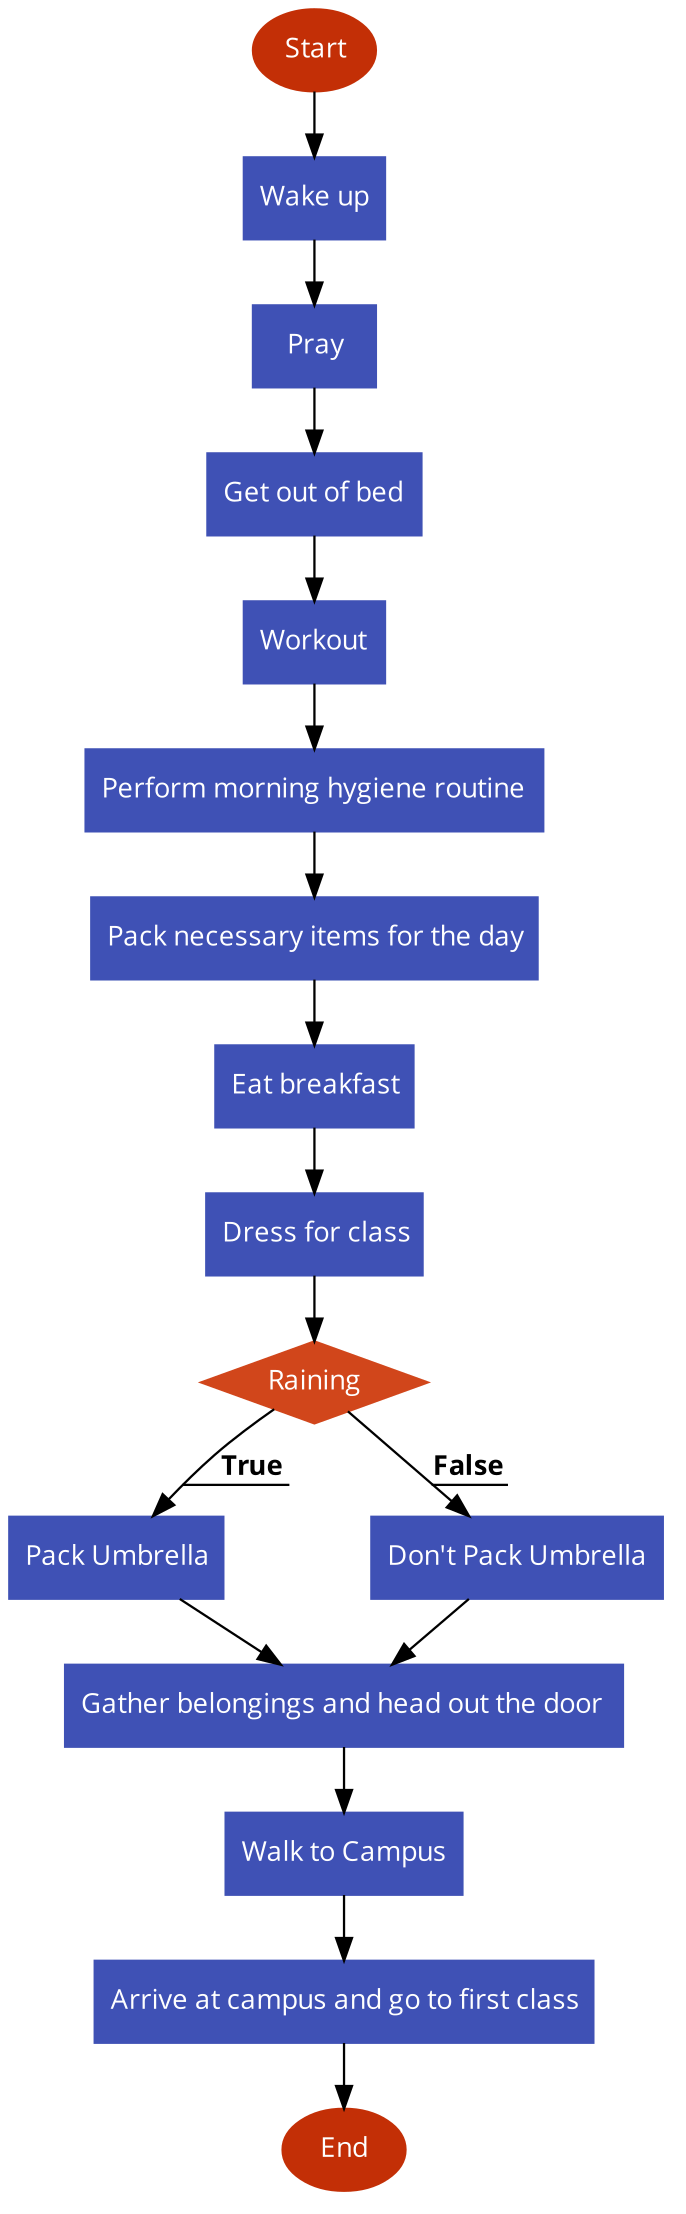 Start
Wake up
Pray
Get out of bed
Workout
Perform morning hygiene routine
Pack necessary items for the day
Eat breakfast
Dress for class
Raining
True
False
Pack Umbrella
Don't Pack Umbrella
Gather belongings and head out the door
Walk to Campus
Arrive at campus and go to first class
End